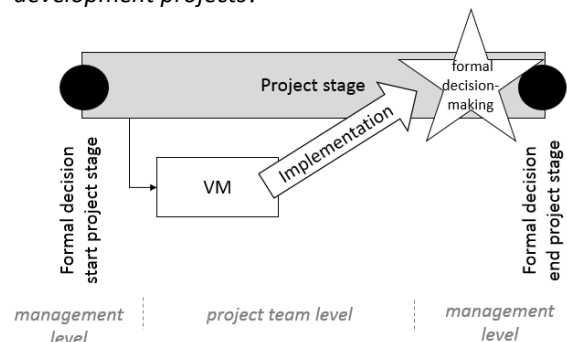 development projects?
formal
decision-
making
Project stage
Implementation
VM
Formal decision
start project stage
Formal decision
end project stage
management
level
project team level
management
level